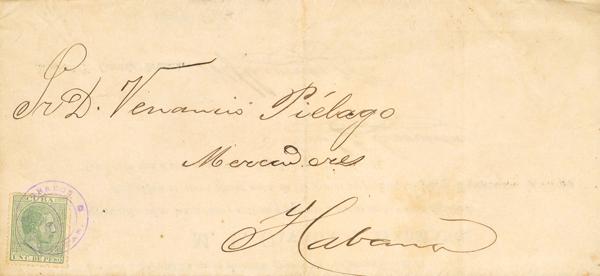 Sr D. Venancio Piélago
Mercaderes
Habana
CUBA
UN C. DE PESO